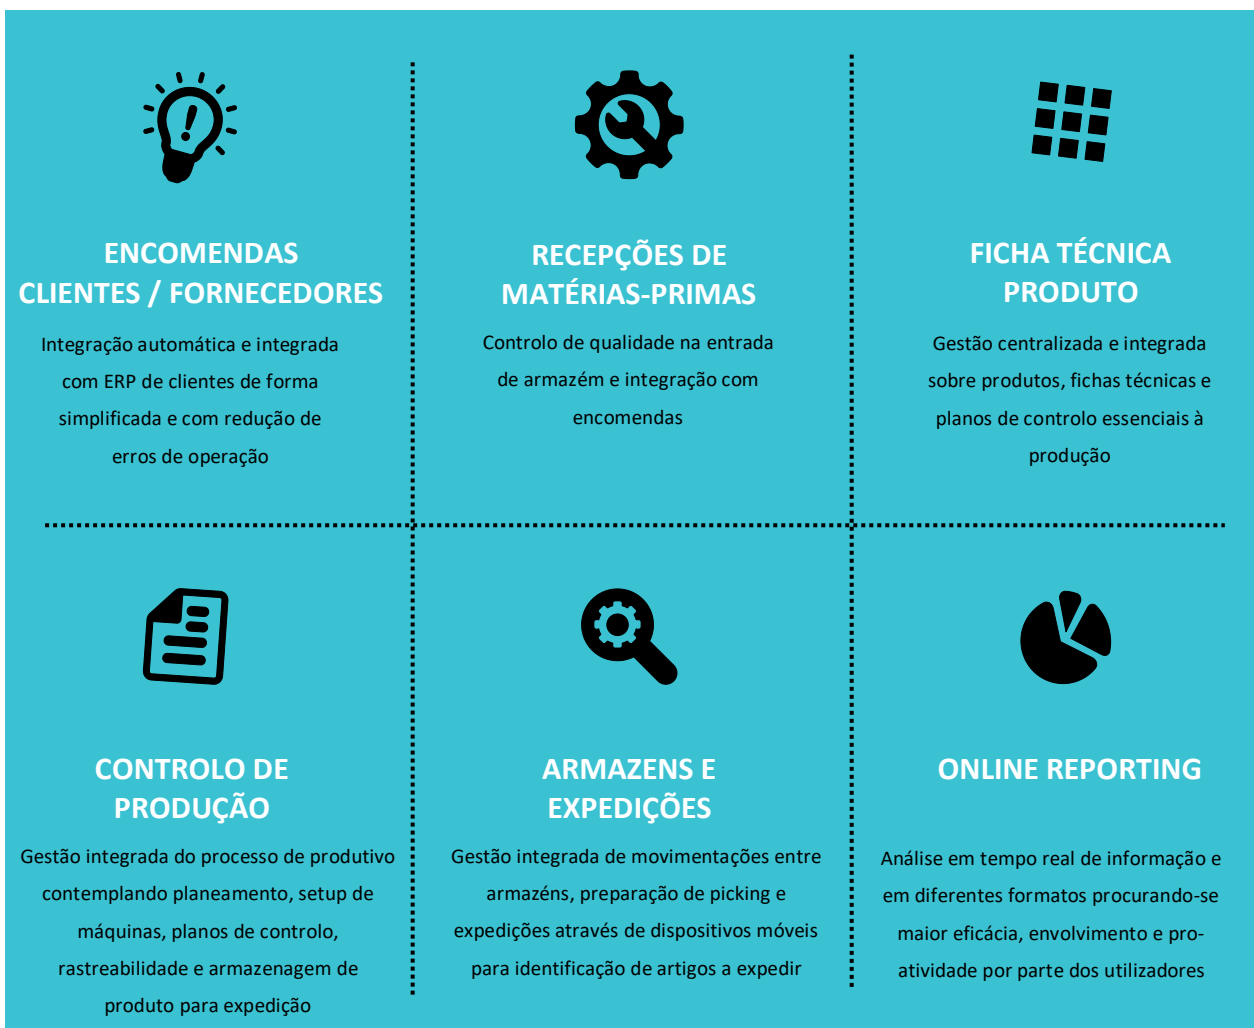 ENCOMENDAS
CLIENTES / FORNECEDORES
Integração automática e integrada
com ERP de clientes de forma
simplificada e com redução de
erros de operação
RECEPÇÕES DE
MATÉRIAS-PRIMAS
Controlo de qualidade na entrada
de armazém e integração com
encomendas
FICHA TÉCNICA
PRODUTO
Gestão centralizada e integrada
sobre produtos, fichas técnicas e
planos de controlo essenciais à
produção
CONTROLO DE
PRODUÇÃO
Gestão integrada do processo de produtivo
contemplando planeamento, setup de
máquinas, planos de controlo,
rastreabilidade e armazenagem de
produto para expedição
ARMAZENS E
EXPEDIÇÕES
Gestão integrada de movimentações entre
armazéns, preparação de picking e
expedições através de dispositivos móveis
para identificação de artigos a expedir
ONLINE REPORTING
Análise em tempo real de informação e
em diferentes formatos procurando-se
maior eficácia, envolvimento e pro-
atividade por parte dos utilizadores